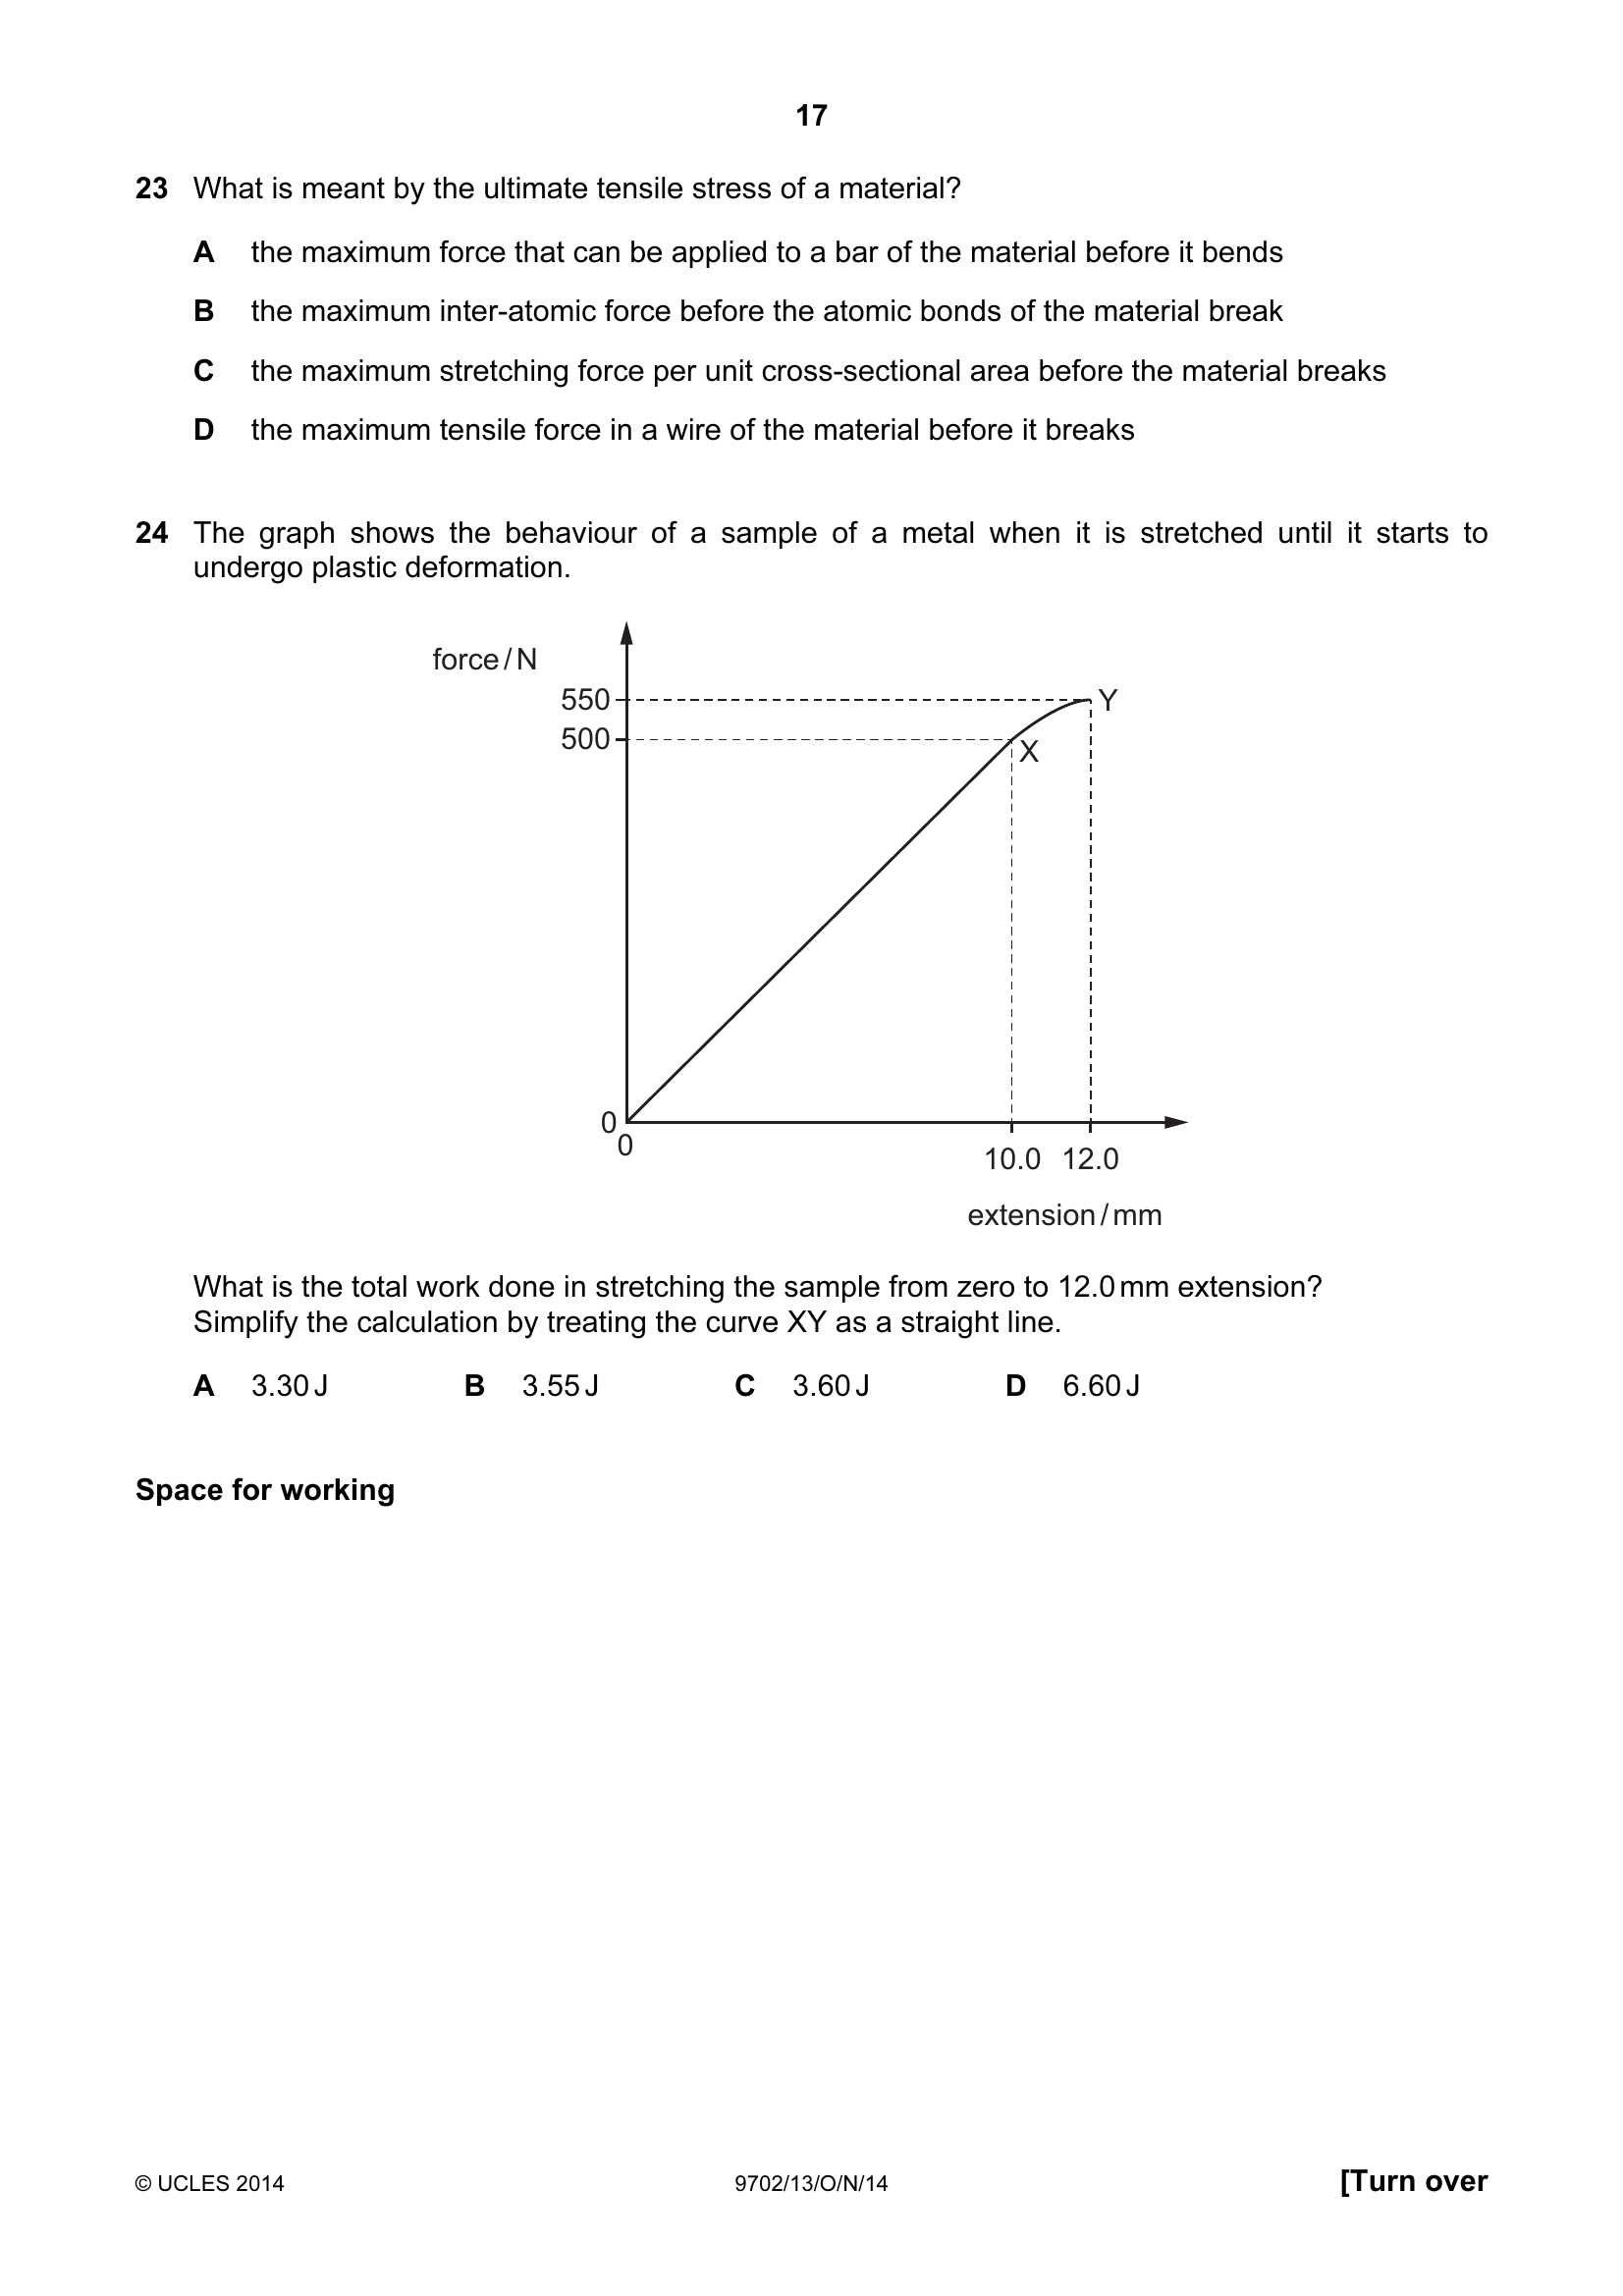 17
23 What is meant by the ultimate tensile stress of a material?
A the maximum force that can be applied to a bar of the material before it bends
B the maximum inter-atomic force before the atomic bonds of the material break
C the maximum stretching force per unit cross-sectional area before the material breaks
D the maximum tensile force in a wire of the material before it breaks
24 The graph shows the behaviour of a sample of a metal when it is stretched until it starts to
undergo plastic deformation.
force / N
550
Y
500
X
0
0
10.0 12.0
extension / mm
What is the total work done in stretching the sample from zero to 12.0 mm extension?
Simplify the calculation by treating the curve XY as a straight line.
A 3.30 J B 3.55 J C 3.60 J D 6.60 J
Space for working
© UCLES 2014 9702/13/O/N/14 [Turn over